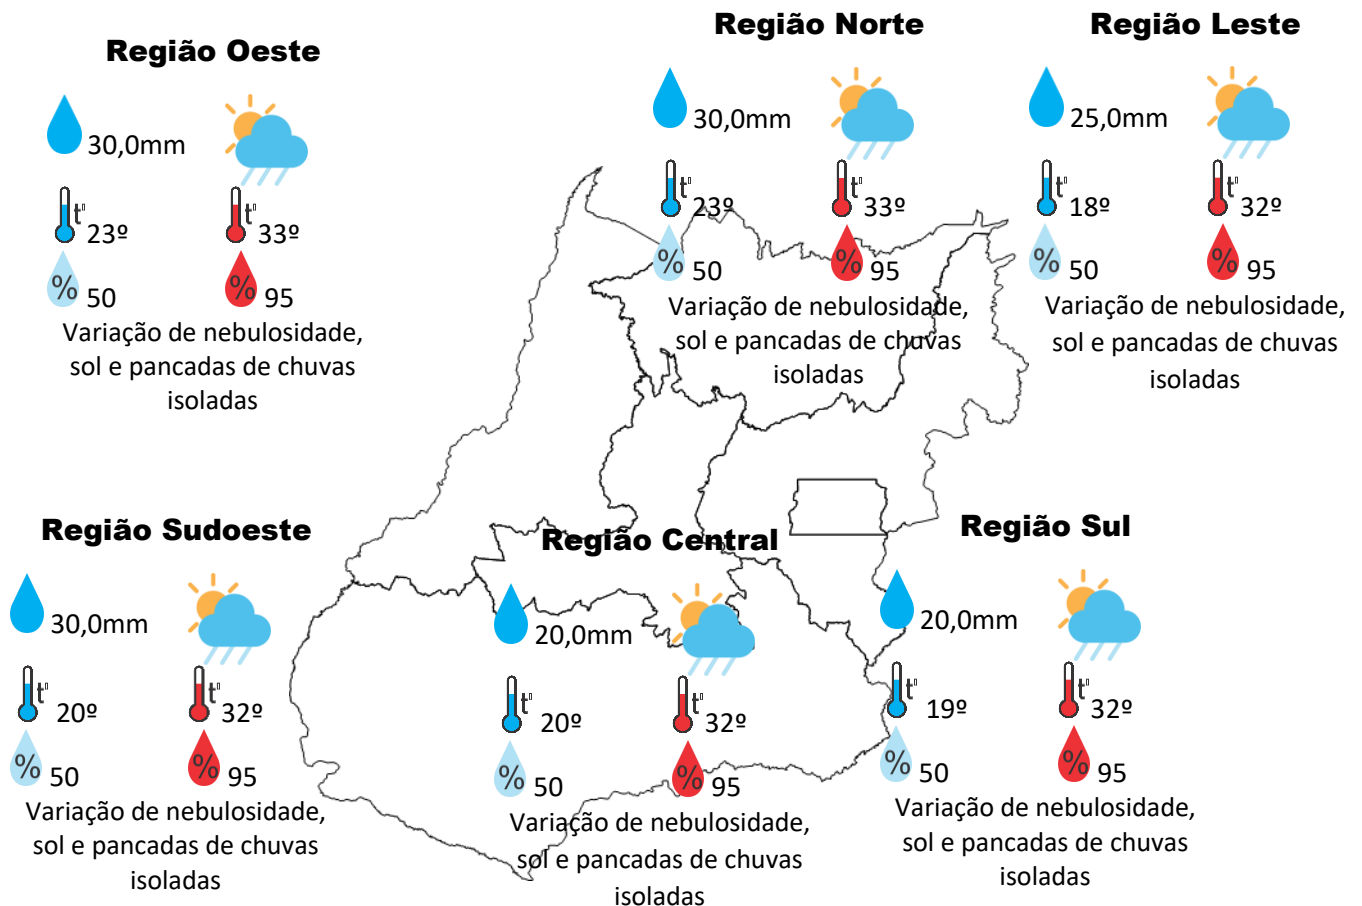 Região Oeste
30,0mm
t°
23º
t°
33º
%
50
%
95
Variação de nebulosidade,
sol e pancadas de chuvas
isoladas
Região Norte
30,0mm
t°
23º
t°
33º
%
50
%
95
Variação de nebulosidade,
sol e pancadas de chuvas
isoladas
Região Leste
25,0mm
t°
18º
t°
32º
%
50
%
95
Variação de nebulosidade,
sol e pancadas de chuvas
isoladas
Região Sudoeste
30,0mm
t°
20º
t°
32º
%
50
%
95
Variação de nebulosidade,
sol e pancadas de chuvas
isoladas
Região Central
20,0mm
t°
20º
t°
32º
%
50
%
95
Variação de nebulosidade,
sol e pancadas de chuvas
isoladas
Região Sul
20,0mm
t°
19º
t°
32º
%
50
%
95
Variação de nebulosidade,
sol e pancadas de chuvas
isoladas